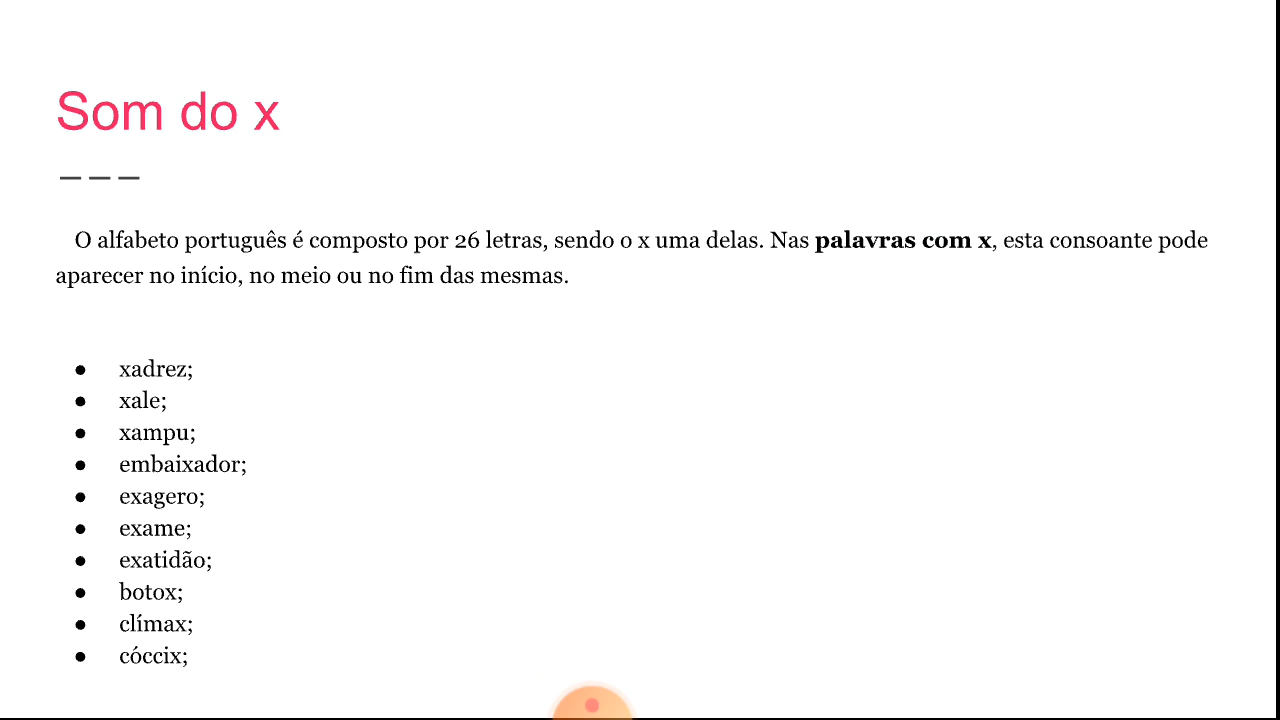 Som do x
O alfabeto português é composto por 26 letras, sendo o x uma delas. Nas palavras com x, esta consoante pode
aparecer no início, no meio ou no fim das mesmas.
● xadrez;
● xale;
● xampu;
● embaixador;
● exagero;
● exame;
● exatidão;
● botox;
● clímax;
● cóccix;